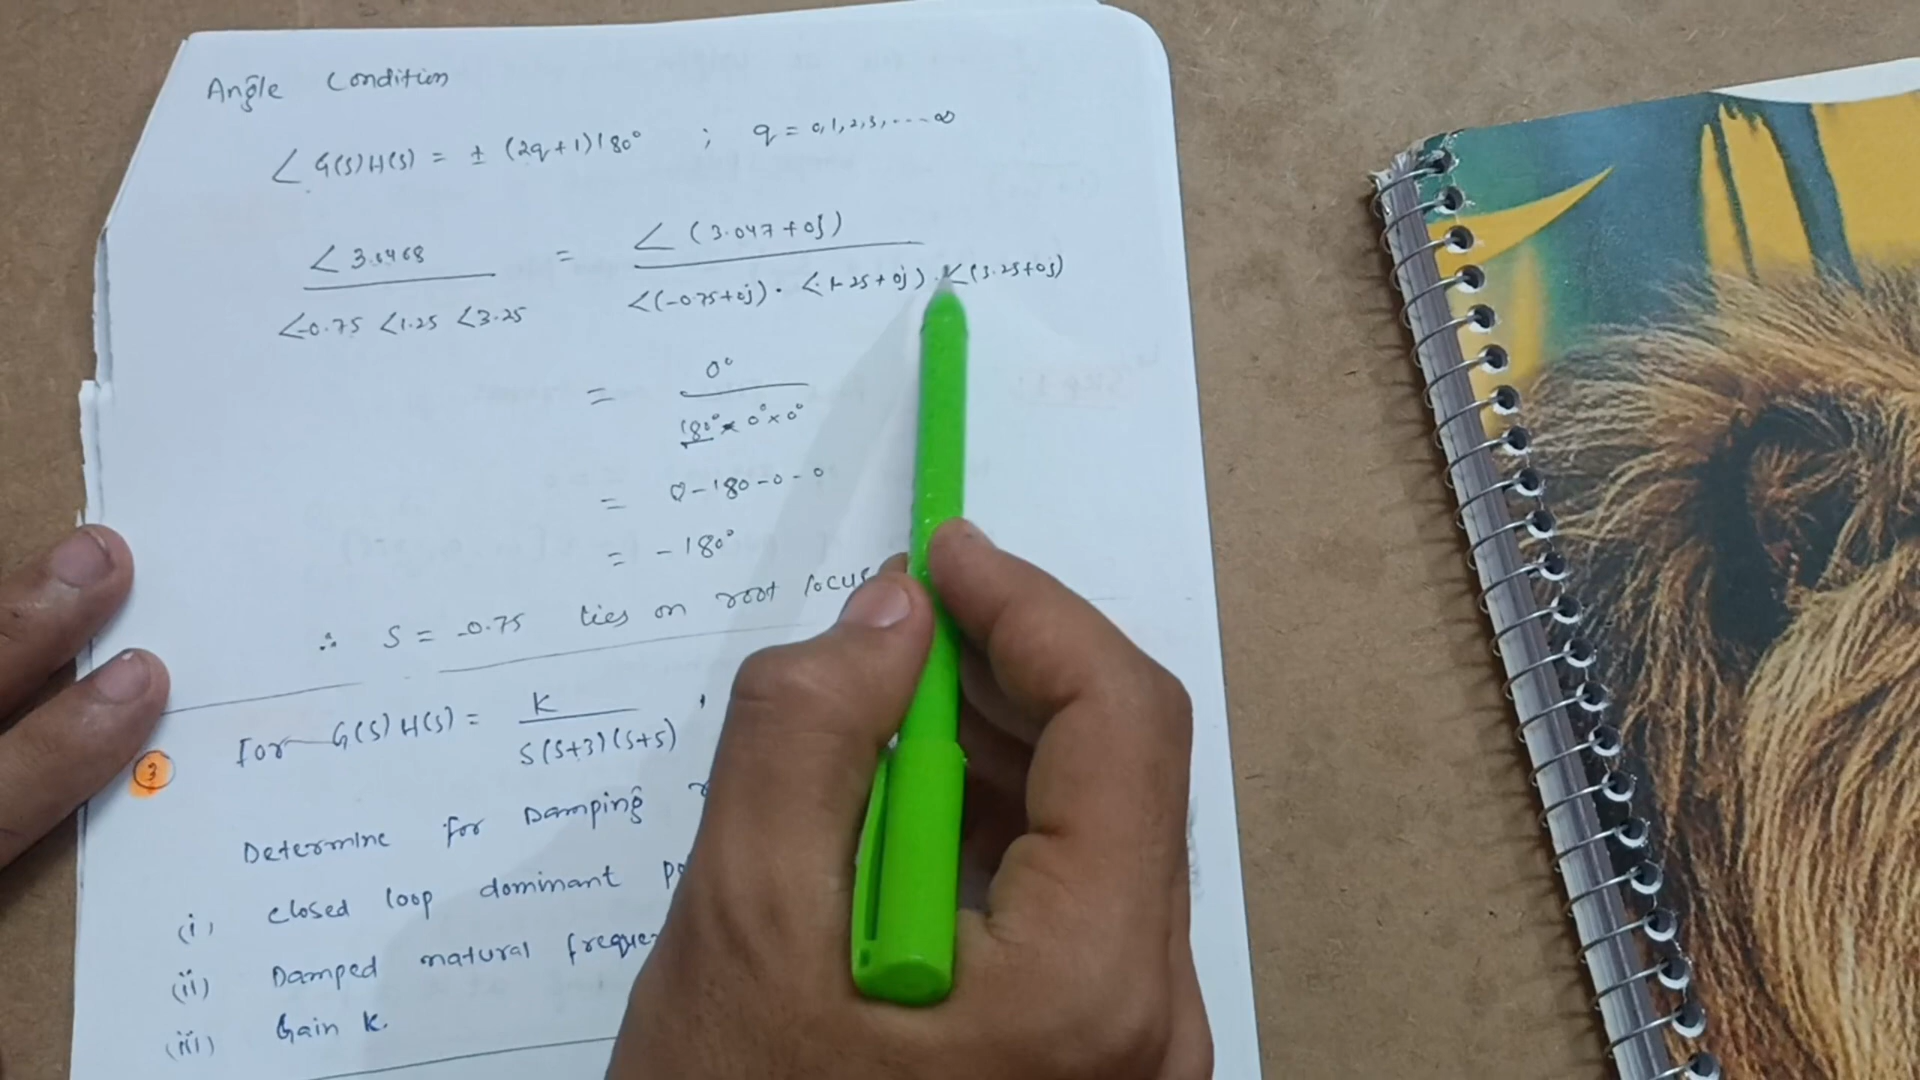 Angle Condition
∠ G(S)H(S) = ± (2q+1)180° ; q = 0,1,2,3,....∞
∠3.0468 / ∠-0.75 ∠1.25 ∠3.25 = ∠(3.047+0j) / ∠(-0.75+0j) · ∠(1.25+0j) · ∠(3.25+0j)
= 0° / 180° × 0° × 0°
= 0-180-0-0
= -180°
∴ S = -0.75 lies on root locus
3 For G(S)H(S) = K / S(S+3)(S+5) ,
Determine for Damping
(i) closed loop dominant
(ii) Damped natural
(iii) Gain K.